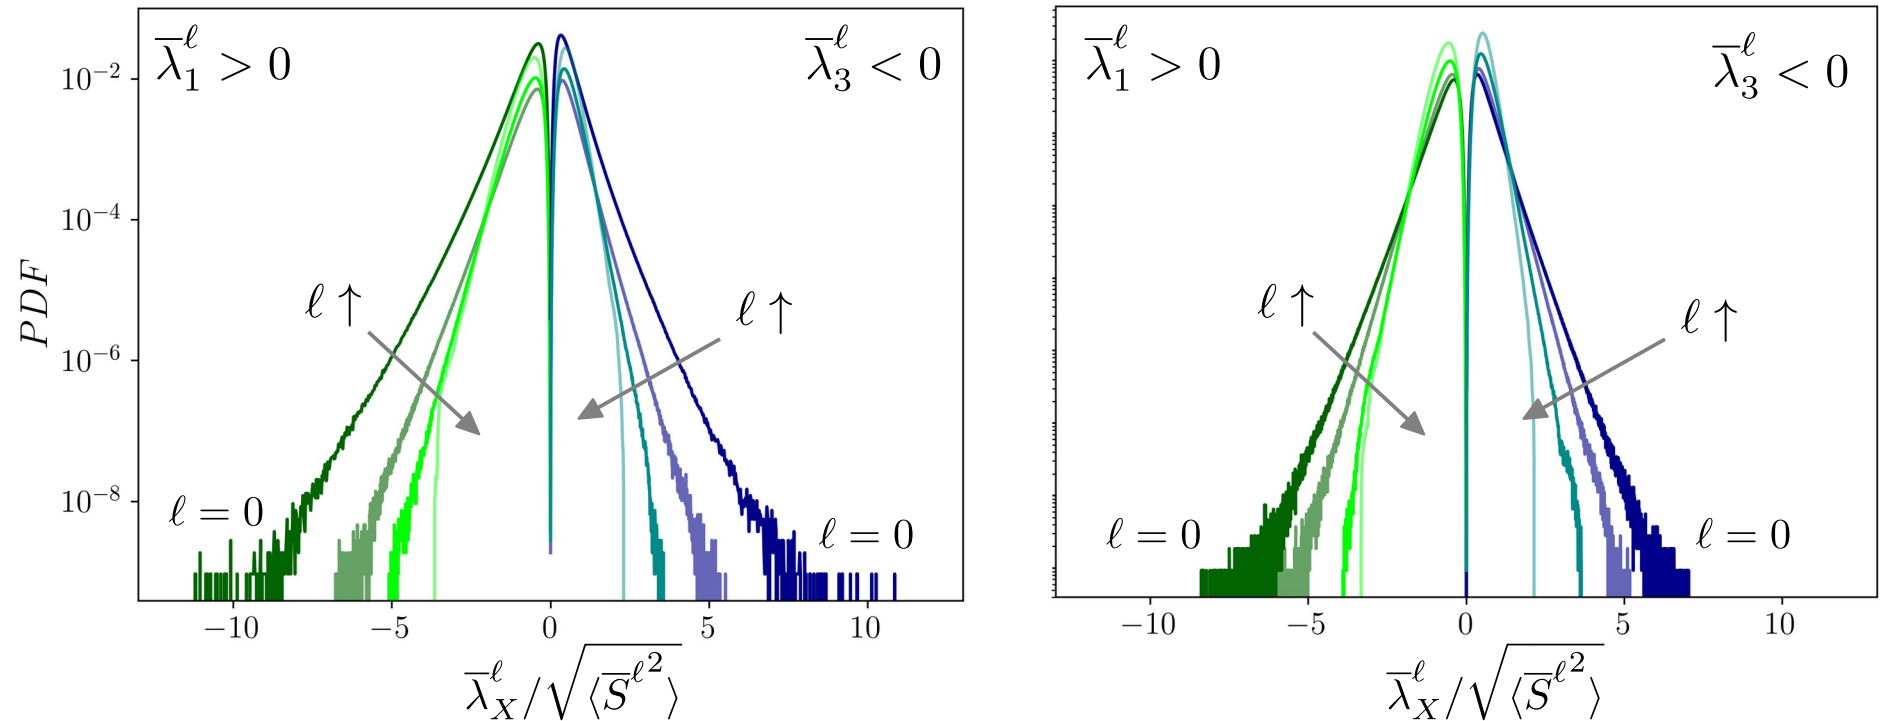 λ̄₁^ℓ > 0
λ̄₃^ℓ < 0
10⁻²
10⁻⁴
10⁻⁶
10⁻⁸
PDF
ℓ ↑
ℓ ↑
ℓ = 0
ℓ = 0
−10 −5 0 5 10
λ̄_X^ℓ/√⟨S̄^ℓ²⟩
λ̄₁^ℓ > 0
λ̄₃^ℓ < 0
ℓ ↑
ℓ ↑
ℓ = 0
ℓ = 0
−10 −5 0 5 10
λ̄_X^ℓ/√⟨S̄^ℓ²⟩